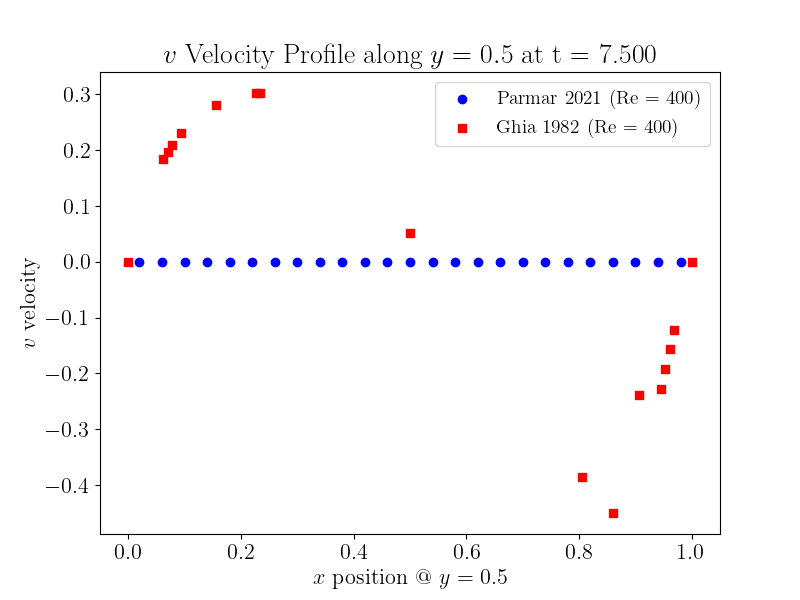 v Velocity Profile along y = 0.5 at t = 7.500
Parmar 2021 (Re = 400)
Ghia 1982 (Re = 400)
v velocity
0.3
0.2
0.1
0.0
−0.1
−0.2
−0.3
−0.4
0.0 0.2 0.4 0.6 0.8 1.0
x position @ y = 0.5